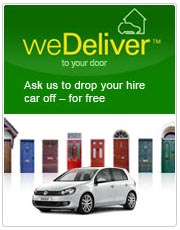 weDeliver™
to your door
Ask us to drop your hire
car off – for free